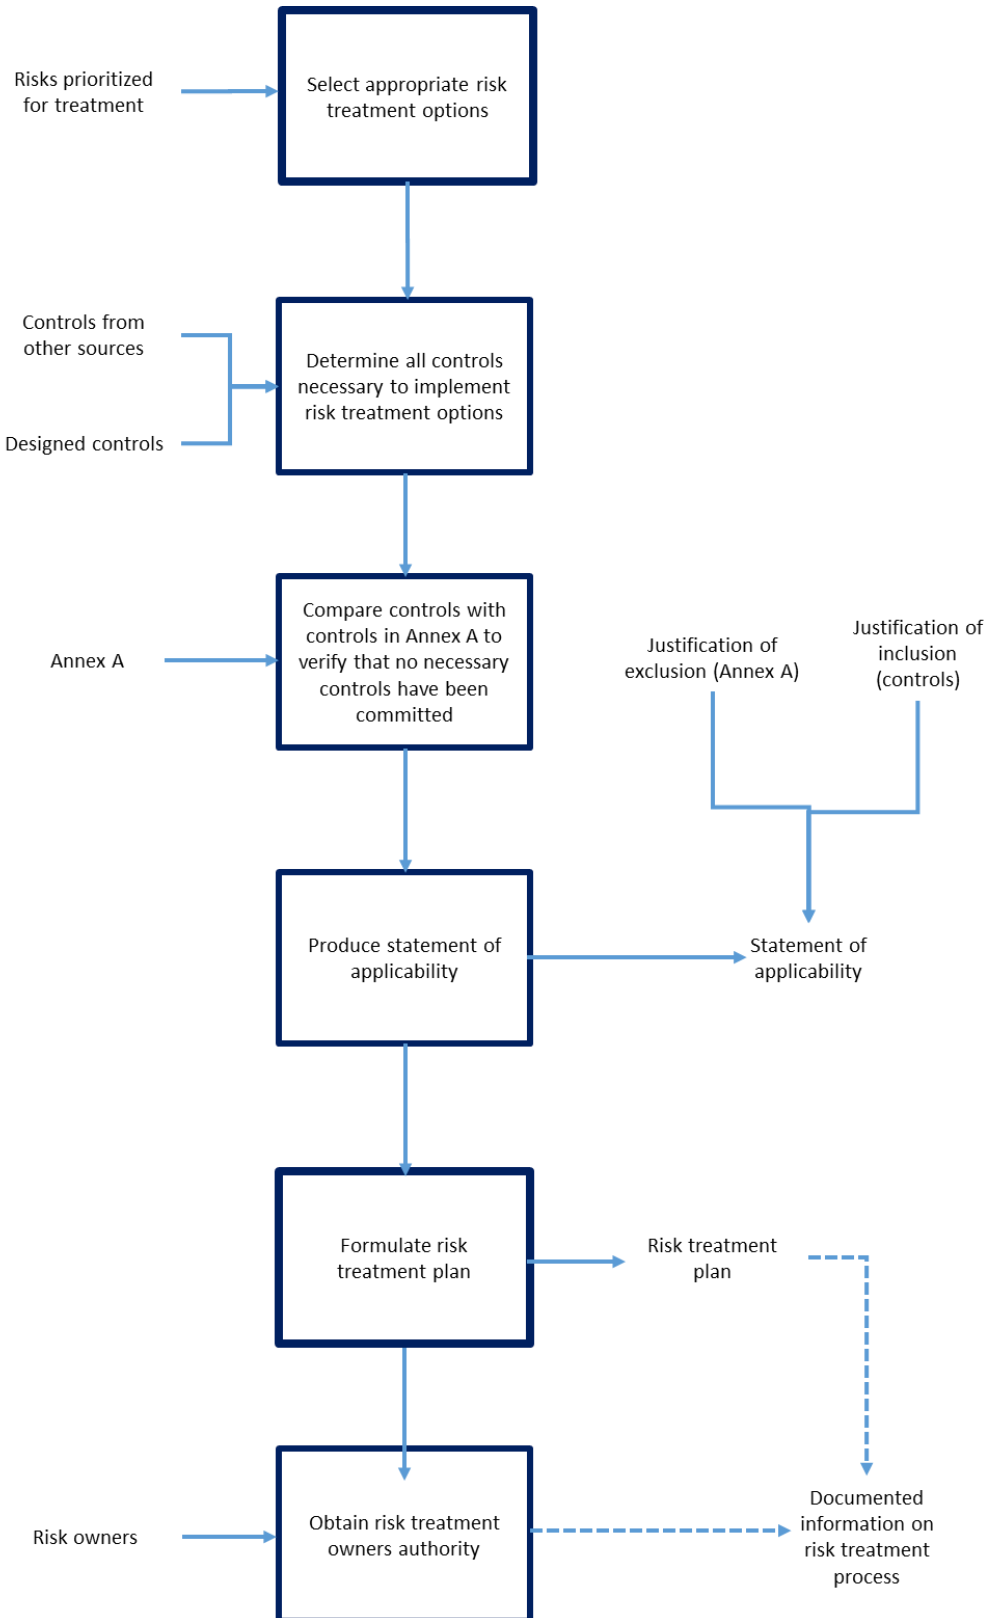 Risks prioritized
for treatment
Select appropriate risk
treatment options
Controls from
other sources
Designed controls
Determine all controls
necessary to implement
risk treatment options
Annex A
Compare controls with
controls in Annex A to
verify that no necessary
controls have been
committed
Justification of
exclusion (Annex A)
Justification of
inclusion
(controls)
Produce statement of
applicability
Statement of
applicability
Formulate risk
treatment plan
Risk treatment
plan
Risk owners
Obtain risk treatment
owners authority
Documented
information on
risk treatment
process